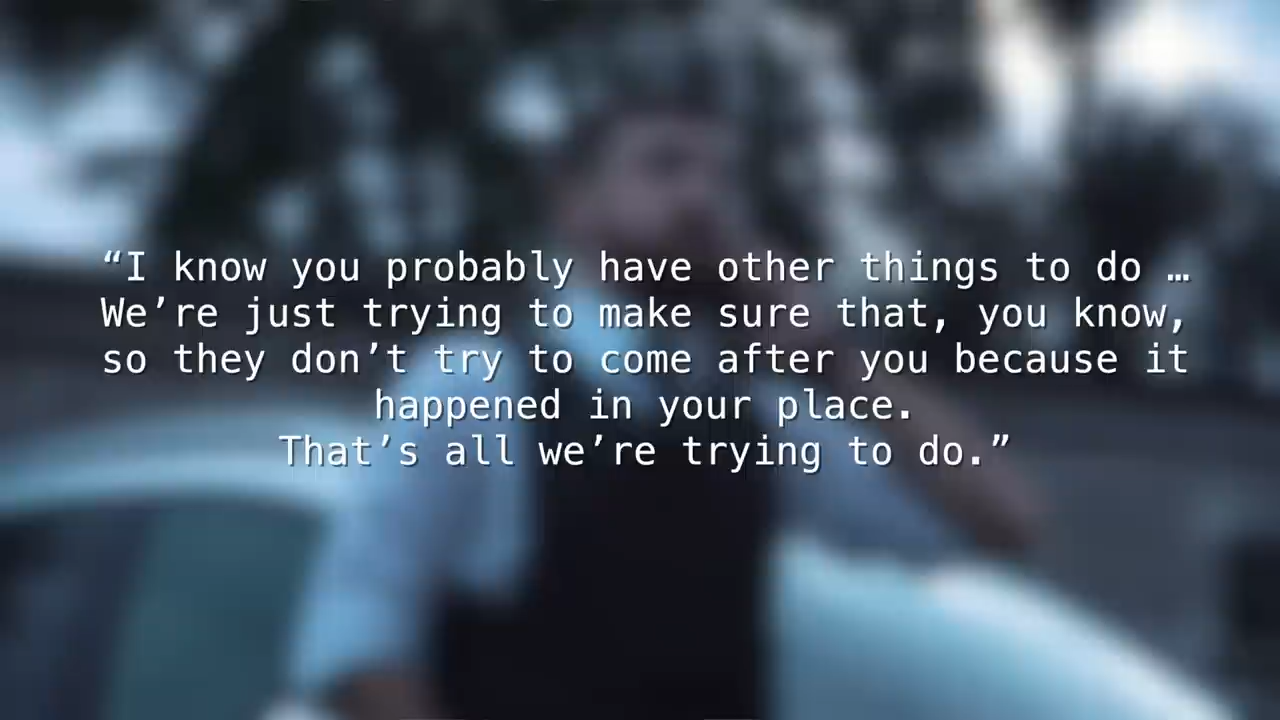 “I know you probably have other things to do …
We’re just trying to make sure that, you know,
so they don’t try to come after you because it
happened in your place.
That’s all we’re trying to do.”